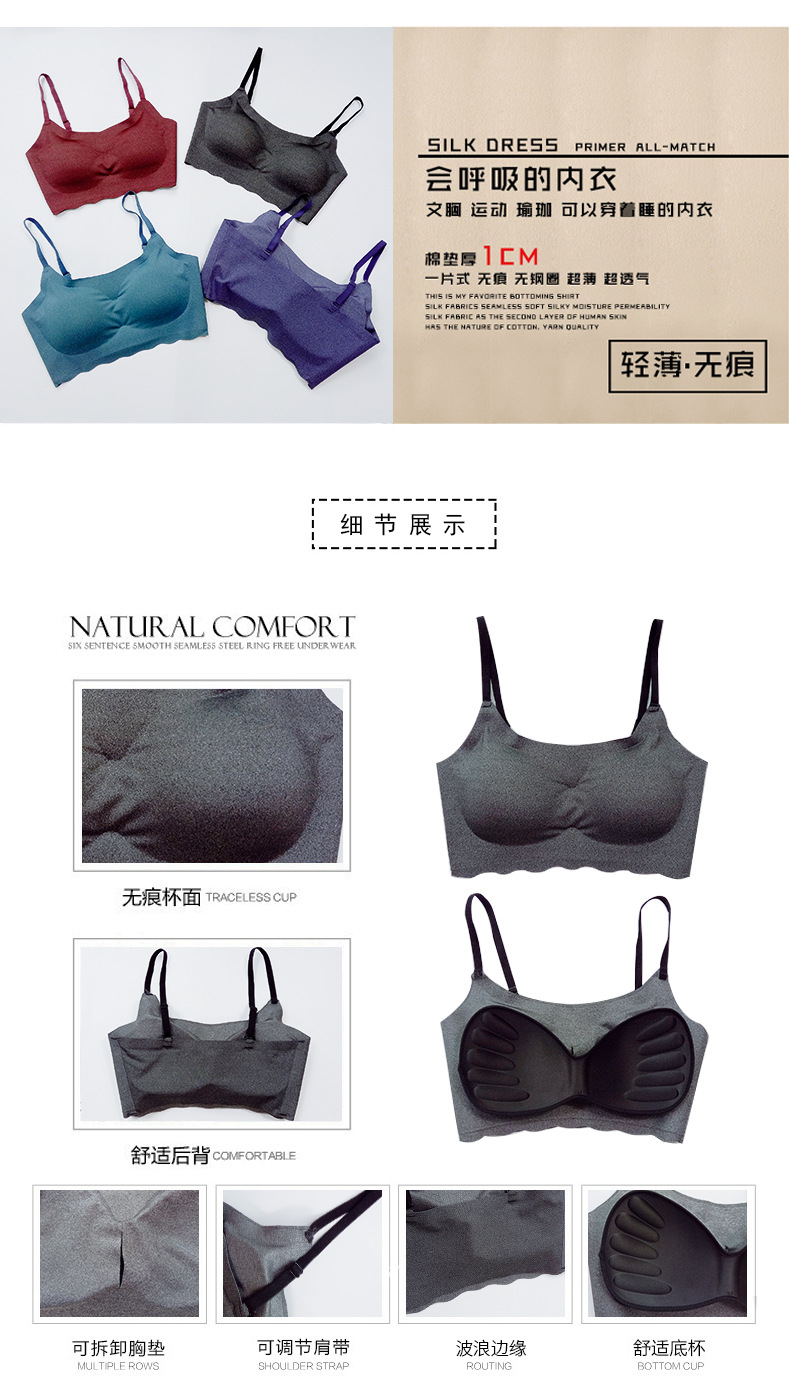 SILK DRESS PRIMER ALL-MATCH
会呼吸的内衣
文胸 运动 瑜珈 可以穿着睡的内衣
棉垫厚1CM
一片式 无痕 无钢圈 超薄 超透气
THIS IS MY FAVORITE BOTTOMING SHIRT
SILK FABRICS SEAMLESS SOFT SILKY MOISTURE PERMEABILITY
SILK FABRIC AS THE SECOND LAYER OF HUMAN SKIN
HAS THE NATURE OF COTTON. YARN QUALITY
轻薄·无痕
细节展示
NATURAL COMFORT
SIX SENTENCE SMOOTH SEAMLESS STEEL RING FREE UNDERWEAR
无痕杯面 TRACELESS CUP
舒适后背 COMFORTABLE
可拆卸胸垫
MULTIPLE ROWS
可调节肩带
SHOULDER STRAP
波浪边缘
ROUTING
舒适底杯
BOTTOM CUP